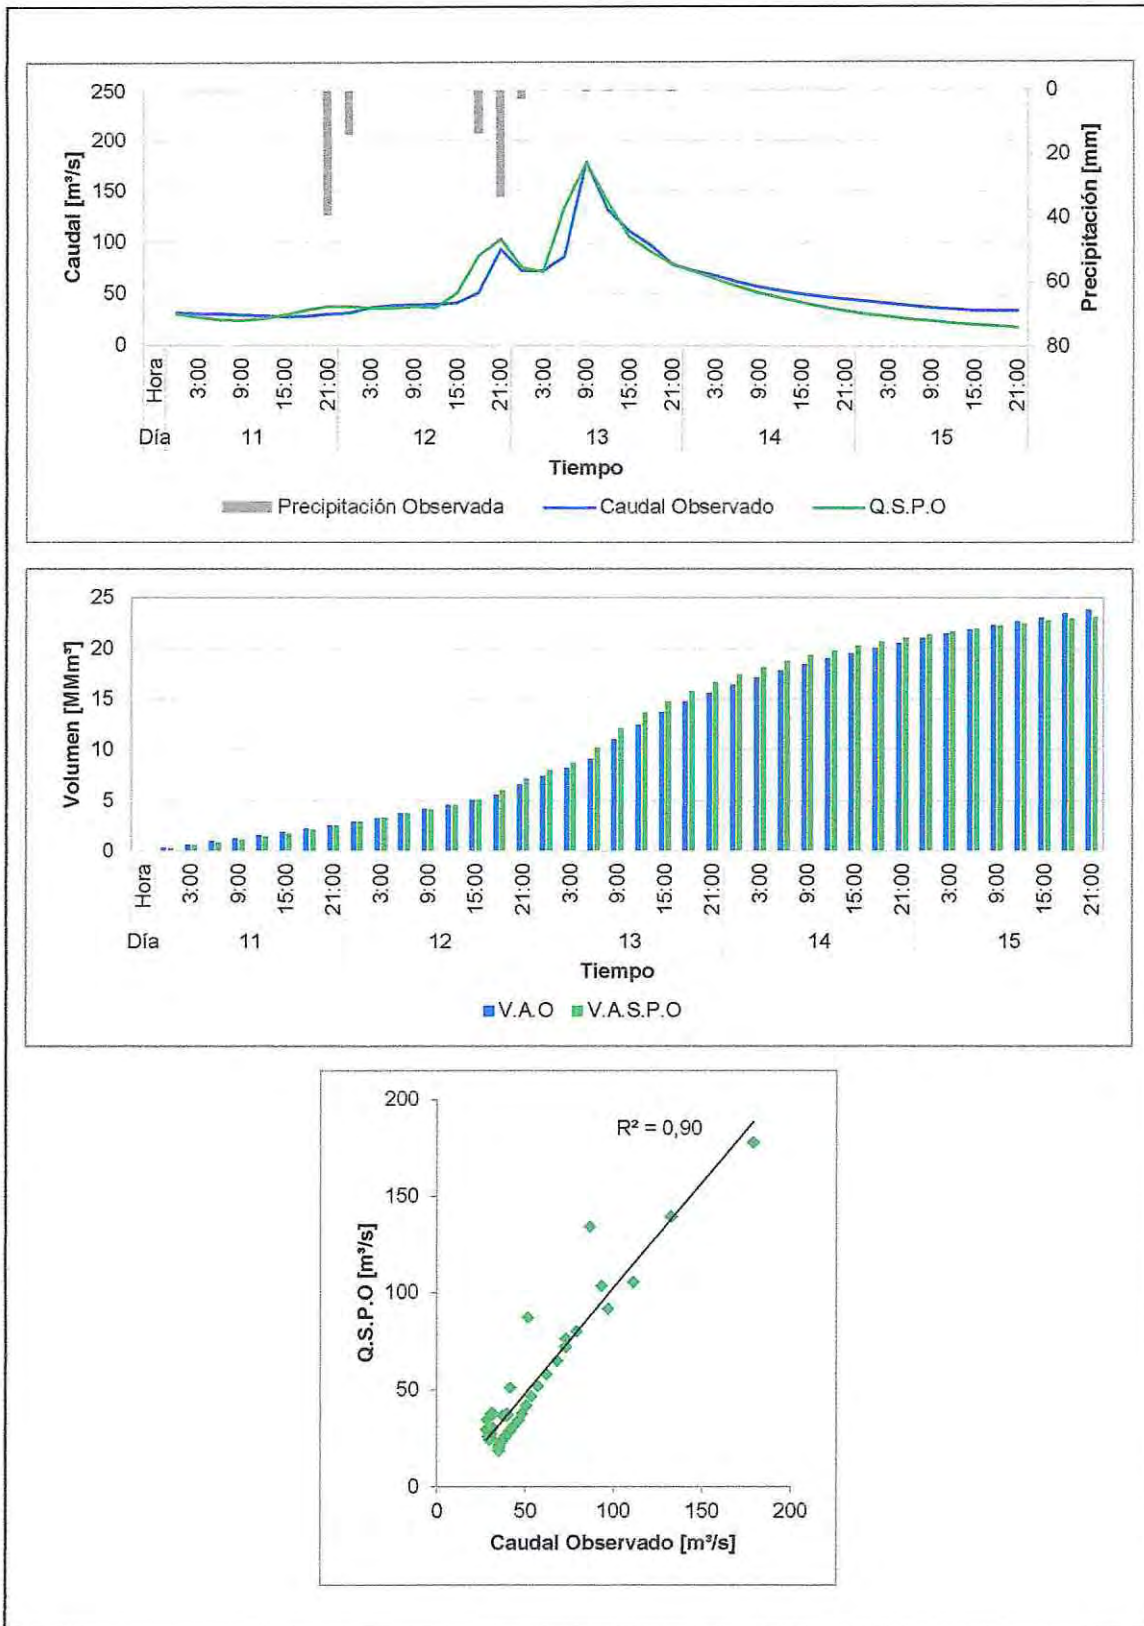 250
200
150
100
50
0
Caudal [m³/s]
0
20
40
60
80
Precipitación [mm]
Hora 3:00 9:00 15:00 21:00 3:00 9:00 15:00 21:00 3:00 9:00 15:00 21:00 3:00 9:00 15:00 21:00 3:00 9:00 15:00 21:00
Día 11 12 13 14 15
Tiempo
Precipitación Observada Caudal Observado Q.S.P.O
25
20
15
10
5
0
Volumen [MMm³]
Hora 3:00 9:00 15:00 21:00 3:00 9:00 15:00 21:00 3:00 9:00 15:00 21:00 3:00 9:00 15:00 21:00 3:00 9:00 15:00 21:00
Día 11 12 13 14 15
Tiempo
V.A.O V.A.S.P.O
200
150
100
50
0
Q.S.P.O [m³/s]
R² = 0,90
0 50 100 150 200
Caudal Observado [m³/s]